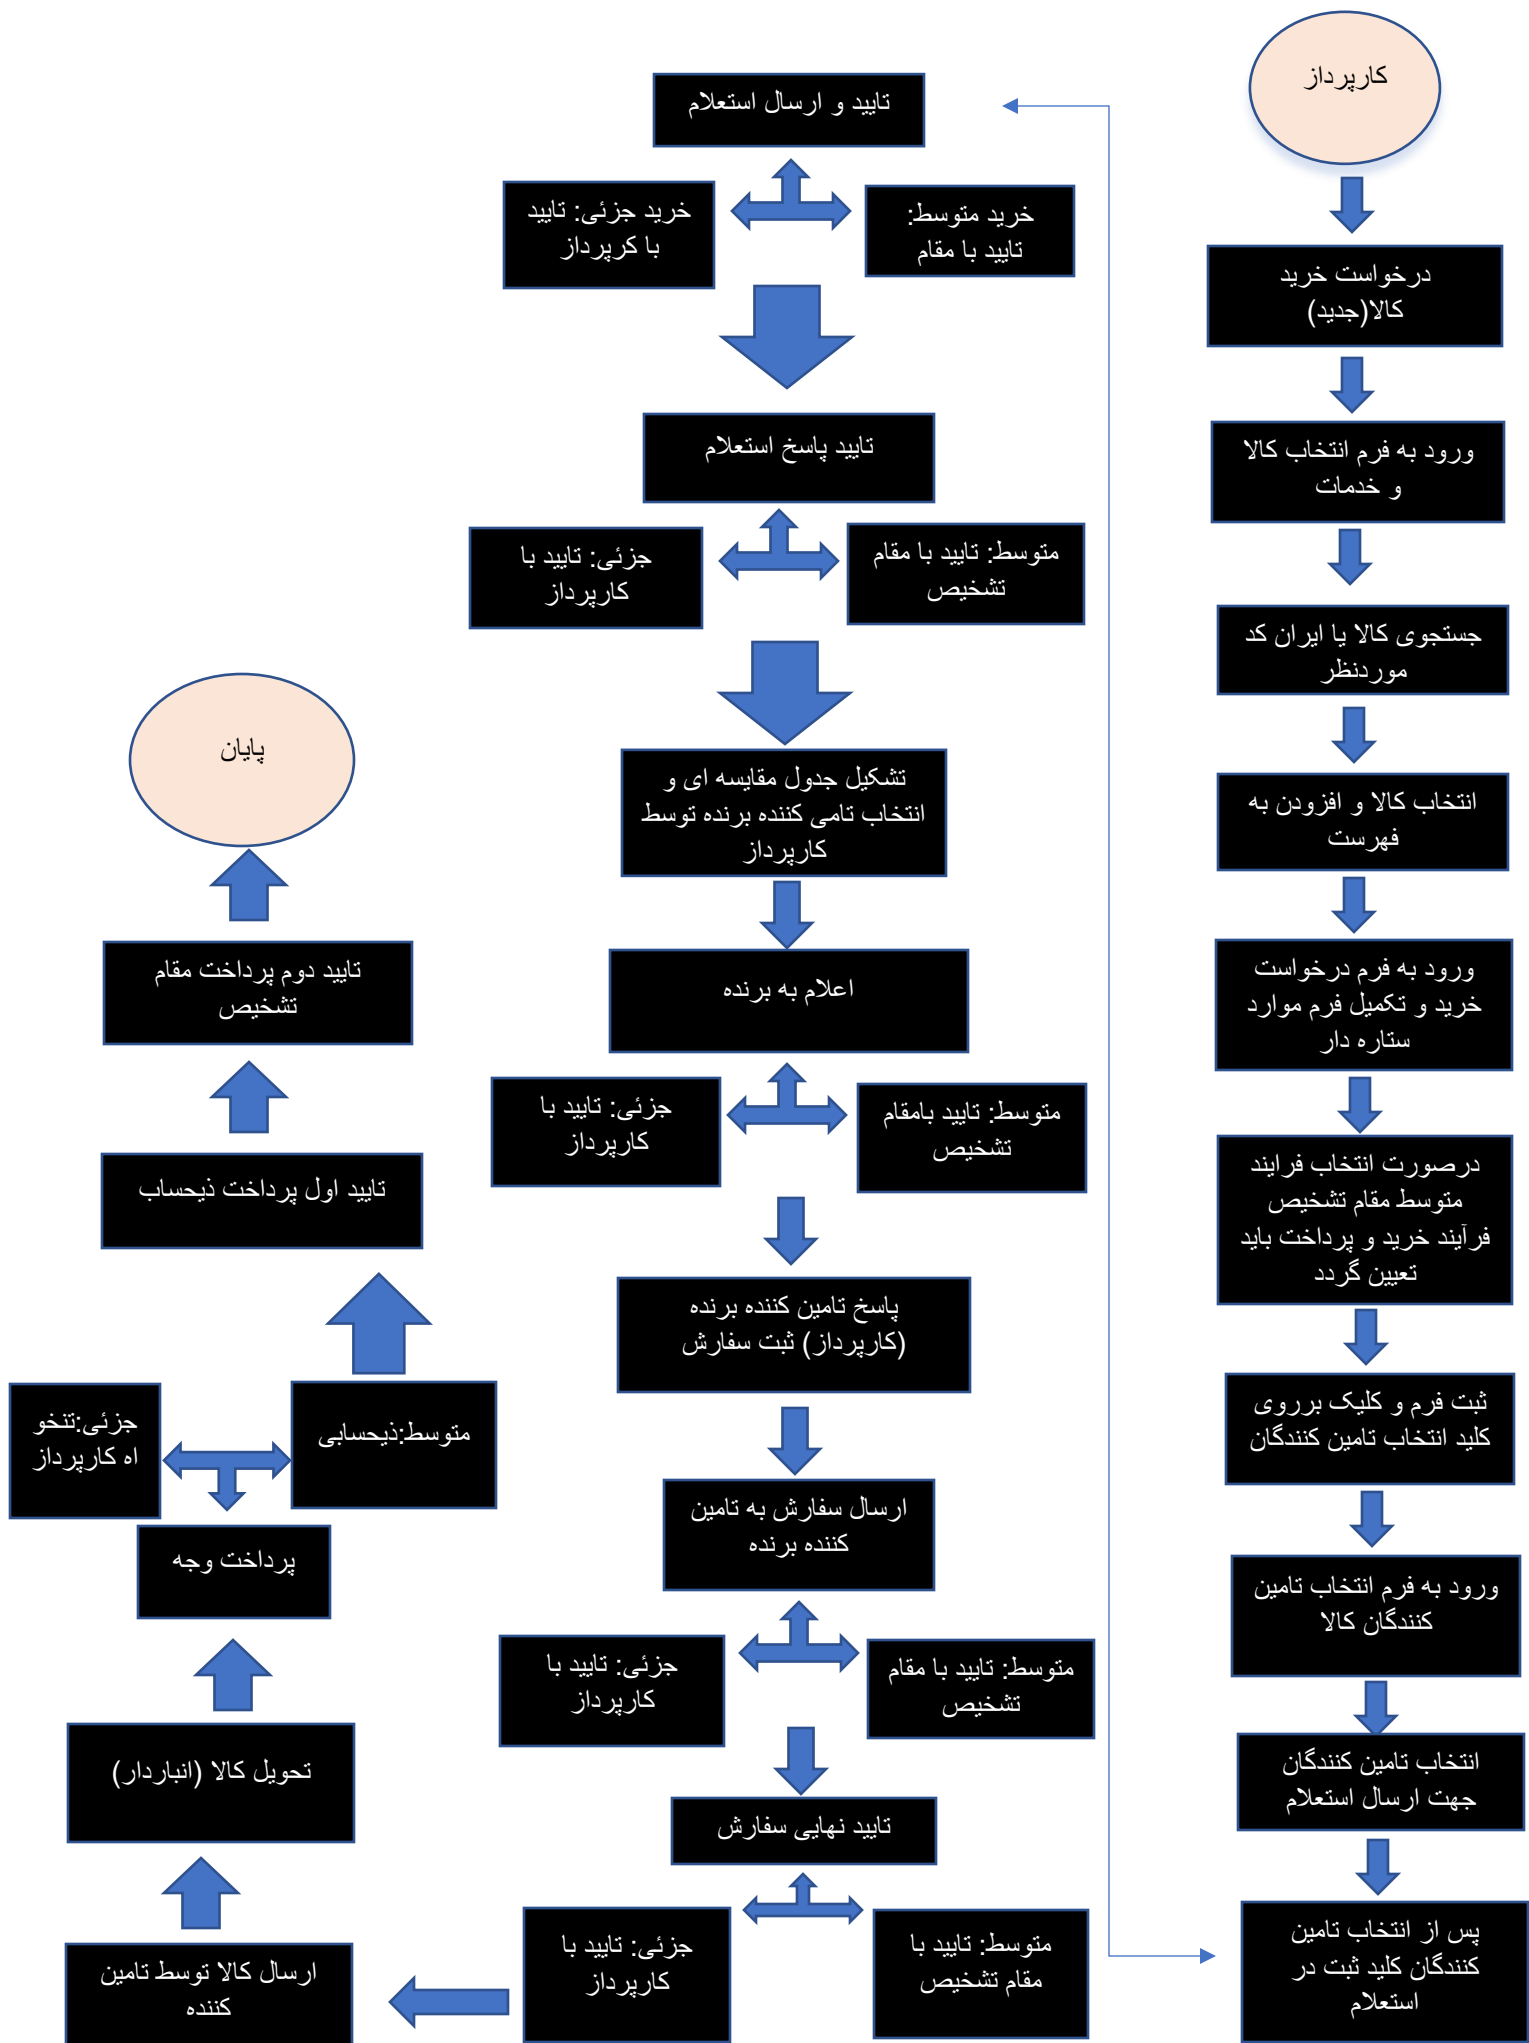 کارپرداز
درخواست خرید
کالا(جدید)
ورود به فرم انتخاب کالا
و خدمات
جستجوی کالا یا ایران کد
موردنظر
انتخاب کالا و افزودن به
فهرست
ورود به فرم درخواست
خرید و تکمیل فرم موارد
ستاره دار
درصورت انتخاب فرایند
متوسط مقام تشخیص
فرآیند خرید و پرداخت باید
تعیین گردد
ثبت فرم و کلیک برروی
کلید انتخاب تامین کنندگان
ورود به فرم انتخاب تامین
کنندگان کالا
انتخاب تامین کنندگان
جهت ارسال استعلام
پس از انتخاب تامین
کنندگان کلید ثبت در
استعلام
تایید و ارسال استعلام
خرید متوسط:
تایید با مقام
خرید جزئی: تایید
با کرپرداز
تایید پاسخ استعلام
متوسط: تایید با مقام
تشخیص
جزئی: تایید با
کارپرداز
تشکیل جدول مقایسه ای و
انتخاب تامی کننده برنده توسط
کارپرداز
اعلام به برنده
متوسط: تایید بامقام
تشخیص
جزئی: تایید با
کارپرداز
پاسخ تامین کننده برنده
(کارپرداز) ثبت سفارش
ارسال سفارش به تامین
کننده برنده
متوسط: تایید با مقام
تشخیص
جزئی: تایید با
کارپرداز
تایید نهایی سفارش
متوسط: تایید با
مقام تشخیص
جزئی: تایید با
کارپرداز
ارسال کالا توسط تامین
کننده
تحویل کالا (انباردار)
پرداخت وجه
متوسط:ذیحسابی
جزئی:تنخو
اه کارپرداز
تایید اول پرداخت ذیحساب
تایید دوم پرداخت مقام
تشخیص
پایان